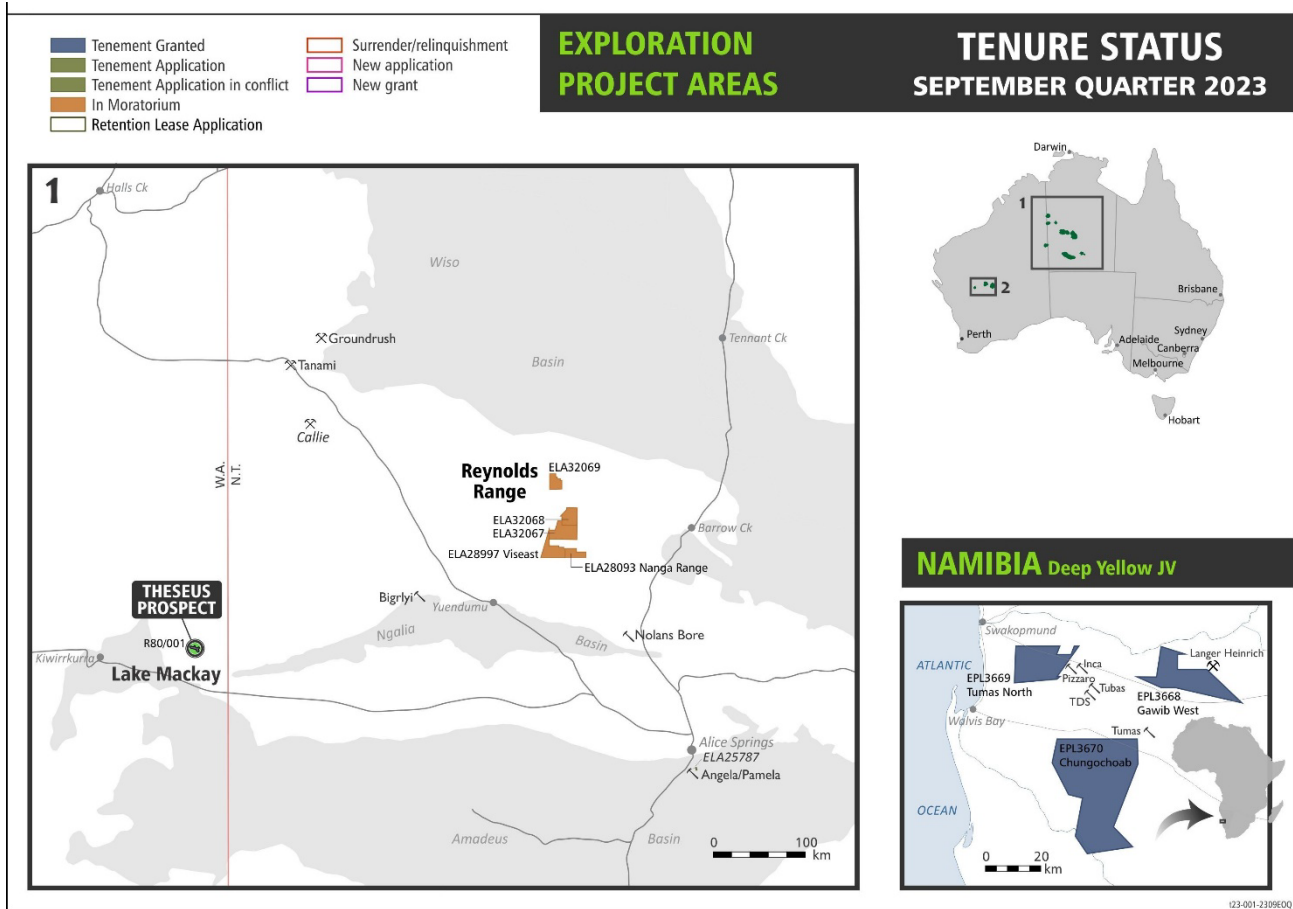 Tenement Granted
Tenement Application
Tenement Application in conflict
In Moratorium
Retention Lease Application
Surrender/relinquishment
New application
New grant
EXPLORATION
PROJECT AREAS
TENURE STATUS
SEPTEMBER QUARTER 2023
1
Halls Ck
Wiso
Groundrush
Tennant Ck
Tanami
Basin
Callie
W.A.
N.T.
Reynolds
Range
ELA32069
ELA32068
ELA32067
Barrow Ck
ELA28997 Viseast
ELA28093 Nanga Range
THESEUS
PROSPECT
Bigrlyi
Yuendumu
Ngalia
Basin
Nolans Bore
R80/001
Kiwirrkurra
Lake Mackay
Alice Springs
ELA25787
Angela/Pamela
Amadeus
Basin
0 100
km
Darwin
1
2
Brisbane
Perth
Sydney
Adelaide
Canberra
Melbourne
Hobart
NAMIBIA Deep Yellow JV
Swakopmund
ATLANTIC
Langer Heinrich
Inca
EPL3669
Tumas North
Pizzaro
Tubas
TDS
EPL3668
Gawib West
Walvis Bay
Tumas
EPL3670
Chungochoab
OCEAN
0 20
km
t23-001-2309EOQ